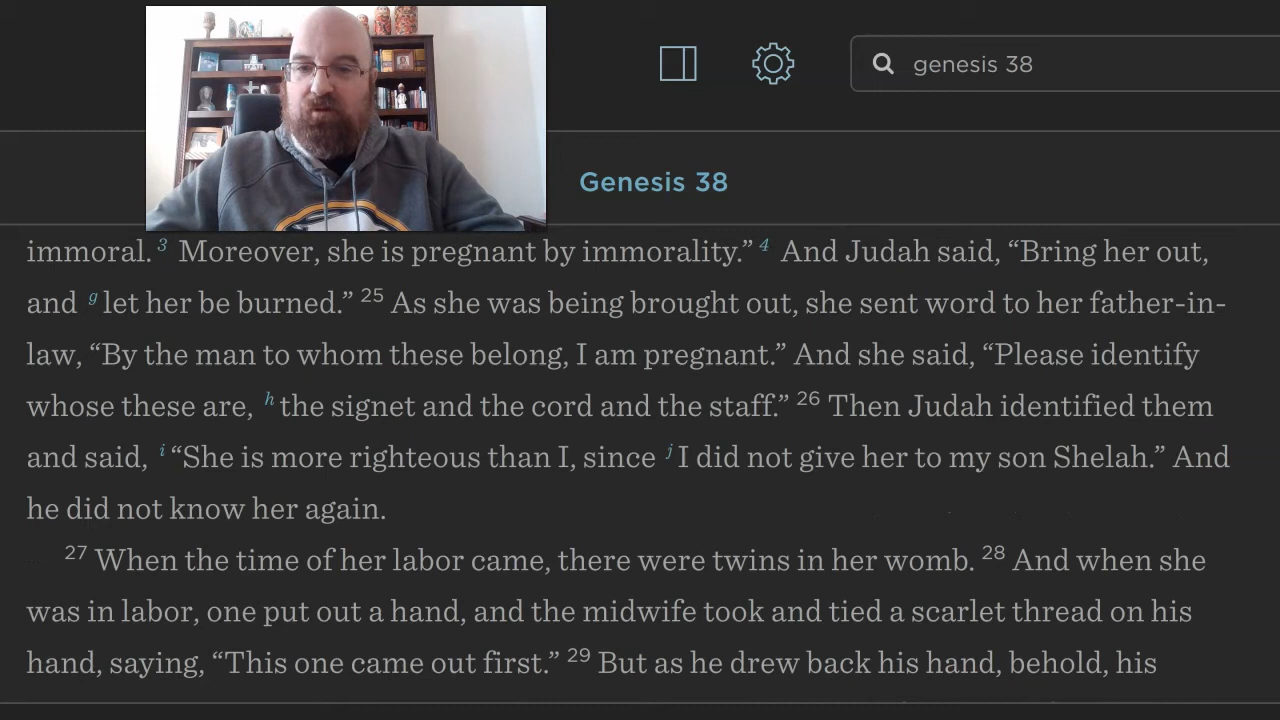 genesis 38
Genesis 38
immoral. 3 Moreover, she is pregnant by immorality.” 4 And Judah said, “Bring her out,
and g let her be burned.” 25 As she was being brought out, she sent word to her father-in-
law, “By the man to whom these belong, I am pregnant.” And she said, “Please identify
whose these are, h the signet and the cord and the staff.” 26 Then Judah identified them
and said, i “She is more righteous than I, since j I did not give her to my son Shelah.” And
he did not know her again.
27 When the time of her labor came, there were twins in her womb. 28 And when she
was in labor, one put out a hand, and the midwife took and tied a scarlet thread on his
hand, saying, “This one came out first.” 29 But as he drew back his hand, behold, his